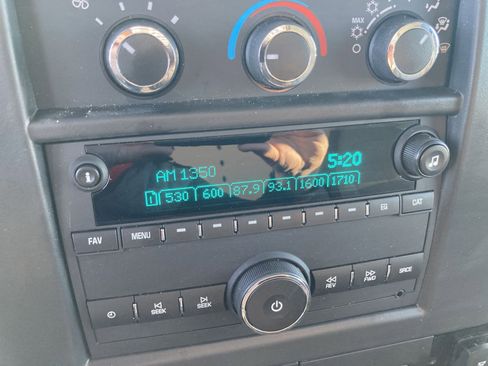 AM 1350 5:20
1 530 600 87.9 93.1 1600 1710
FAV MENU EQ CAT
SEEK SEEK REV FWD SRCE